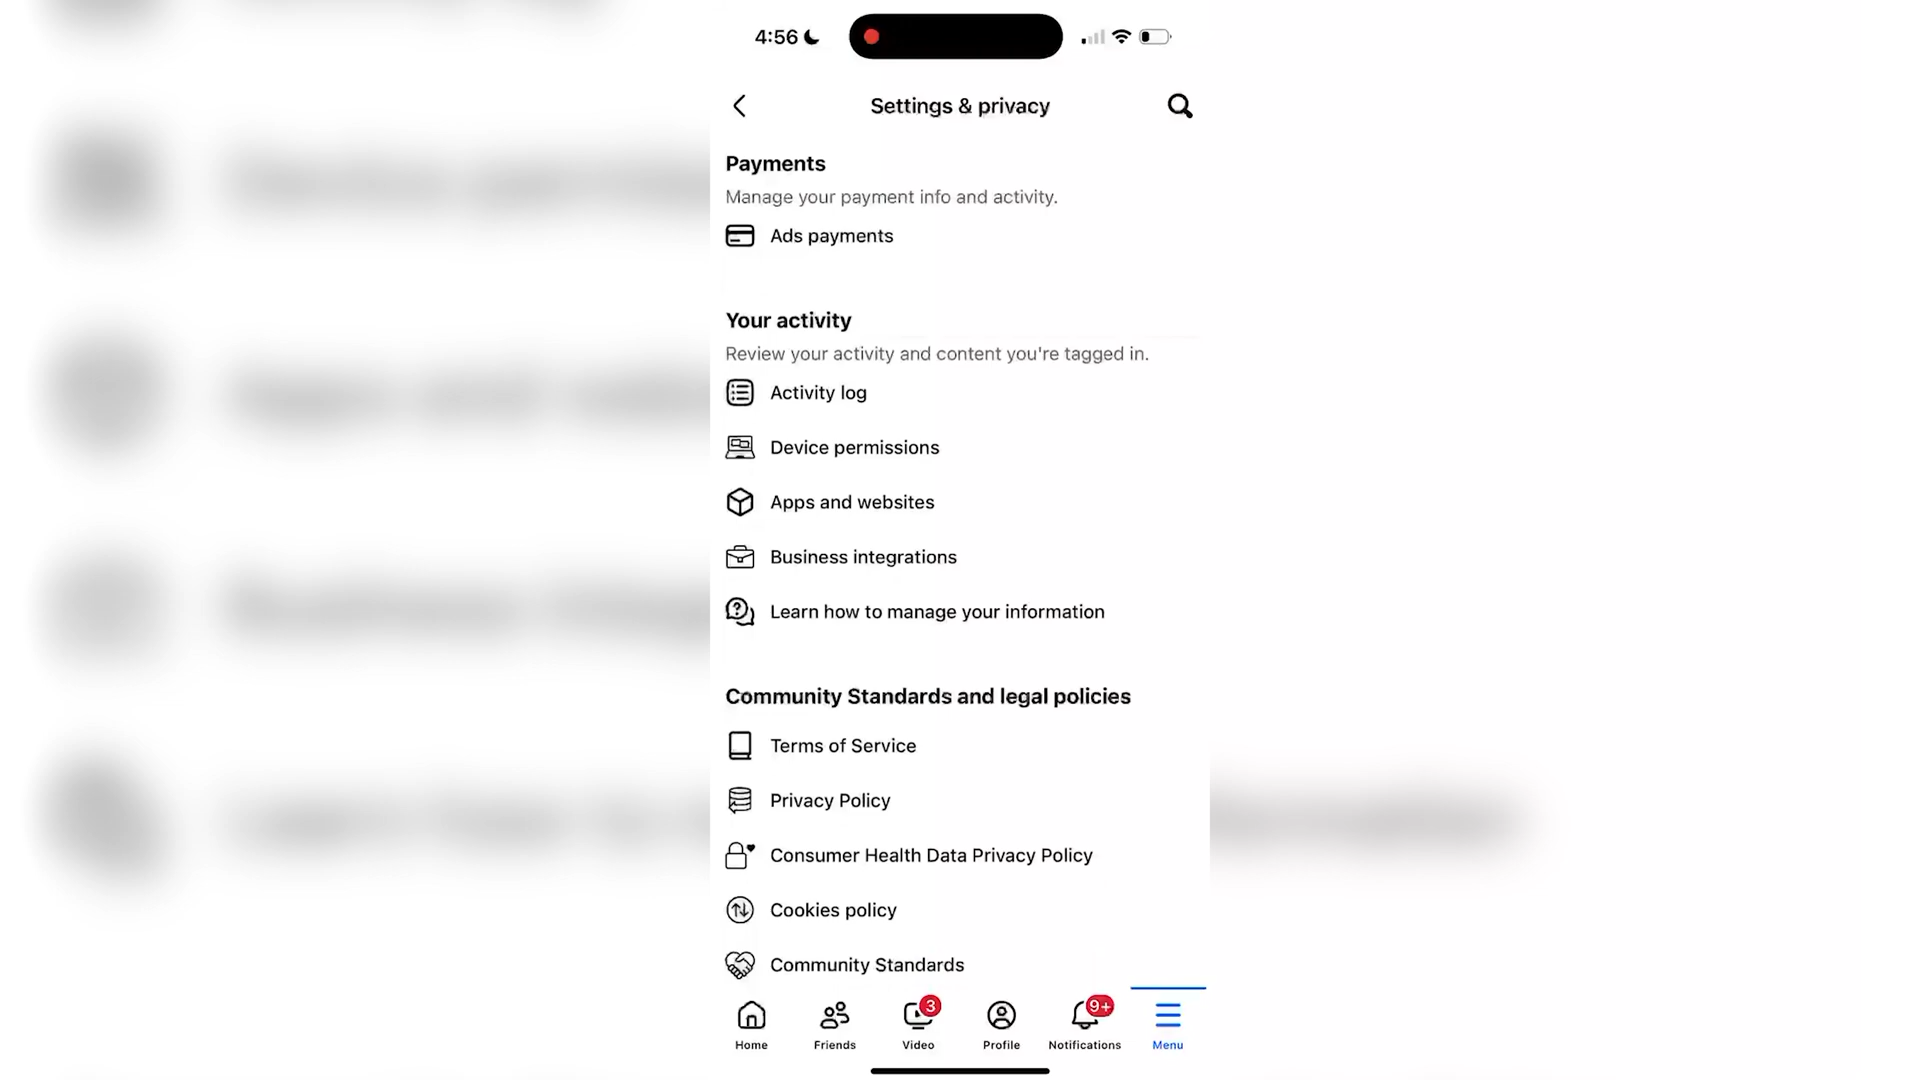 4:56
Settings & privacy
Payments
Manage your payment info and activity.
Ads payments
Your activity
Review your activity and content you're tagged in.
Activity log
Device permissions
Apps and websites
Business integrations
Learn how to manage your information
Community Standards and legal policies
Terms of Service
Privacy Policy
Consumer Health Data Privacy Policy
Cookies policy
Community Standards
3
9+
Home
Friends
Video
Profile
Notifications
Menu